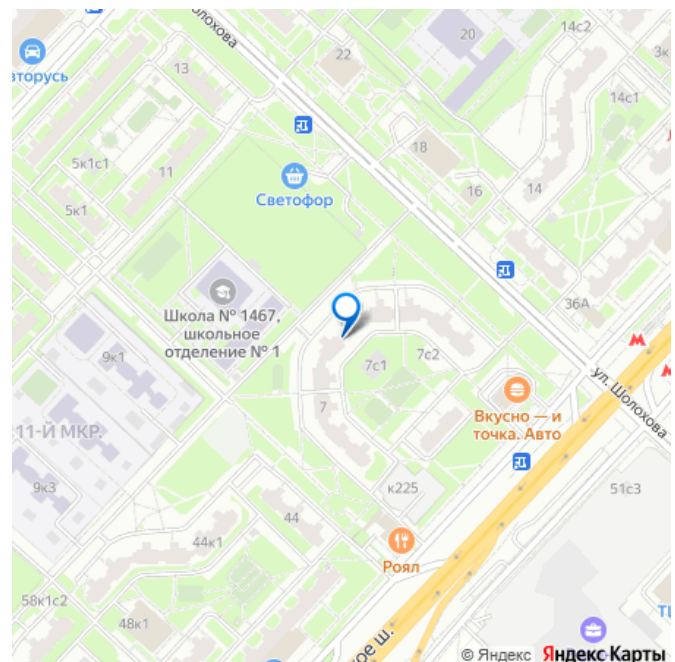 Шолохова
20
14с2
22
3к
13
вторусь
14с1
18
5к1с1
11
16
14
Светофор
5к1
36А
Школа № 1467,
школьное
отделение № 1
9к1
7с1
7с2
ул. Шолохова
7
Вкусно — и
точка. Авто
11-Й МКР.
9к3
к225
51с3
44
44к1
Роял
58к1с2
48к1
ое ш.
© Яндекс Яндекс Карты